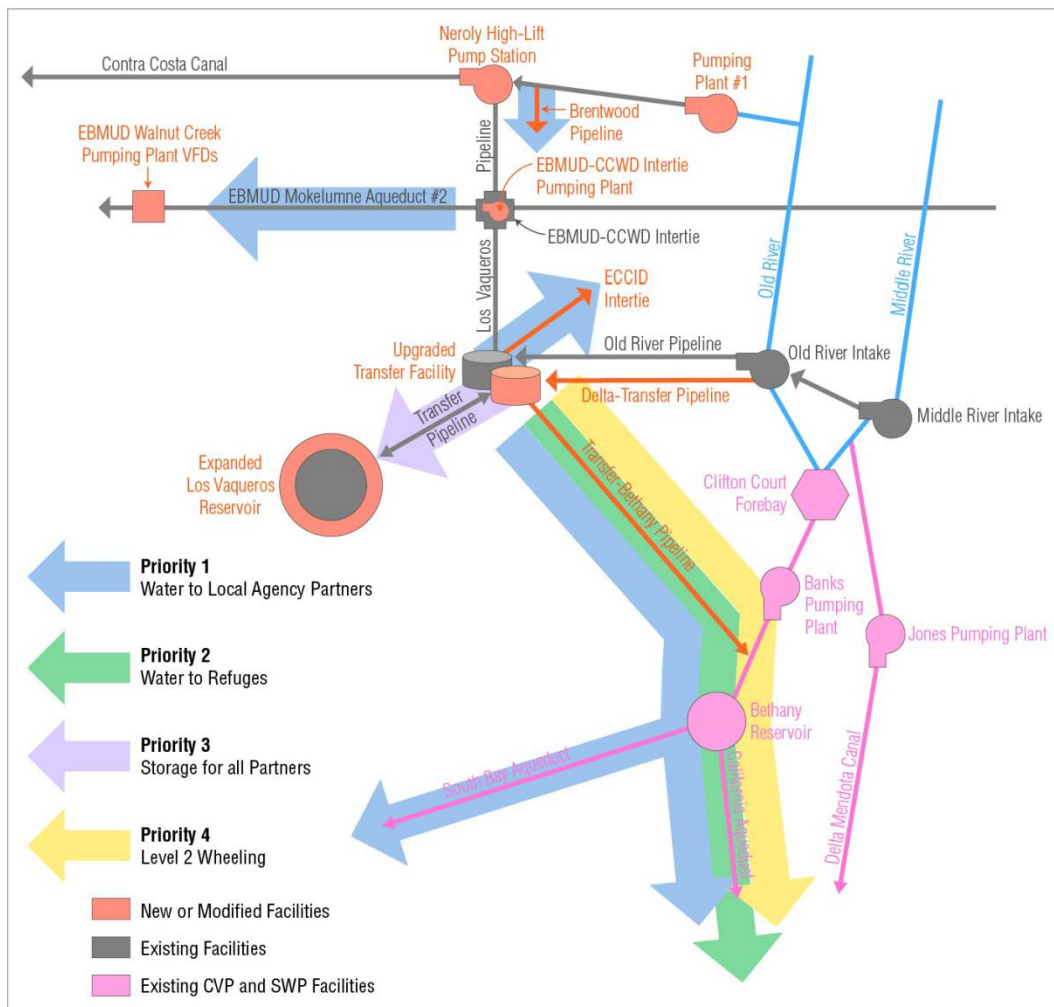 Neroly High-Lift
Pump Station
Contra Costa Canal
Pumping
Plant #1
Brentwood
Pipeline
EBMUD Walnut Creek
Pumping Plant VFDs
Pipeline
EBMUD-CCWD Intertie
Pumping Plant
EBMUD Mokelumne Aqueduct #2
EBMUD-CCWD Intertie
Los Vaqueros
Old River
Middle River
ECCID
Intertie
Upgraded
Transfer Facility
Old River Pipeline
Old River Intake
Delta-Transfer Pipeline
Middle River Intake
Transfer
Pipeline
Expanded
Los Vaqueros
Reservoir
Transfer-Bethany Pipeline
Clifton Court
Forebay
Banks
Pumping
Plant
Jones Pumping Plant
Bethany
Reservoir
South Bay Aqueduct
California Aqueduct
Delta Mendota Canal
Priority 1
Water to Local Agency Partners
Priority 2
Water to Refuges
Priority 3
Storage for all Partners
Priority 4
Level 2 Wheeling
New or Modified Facilities
Existing Facilities
Existing CVP and SWP Facilities